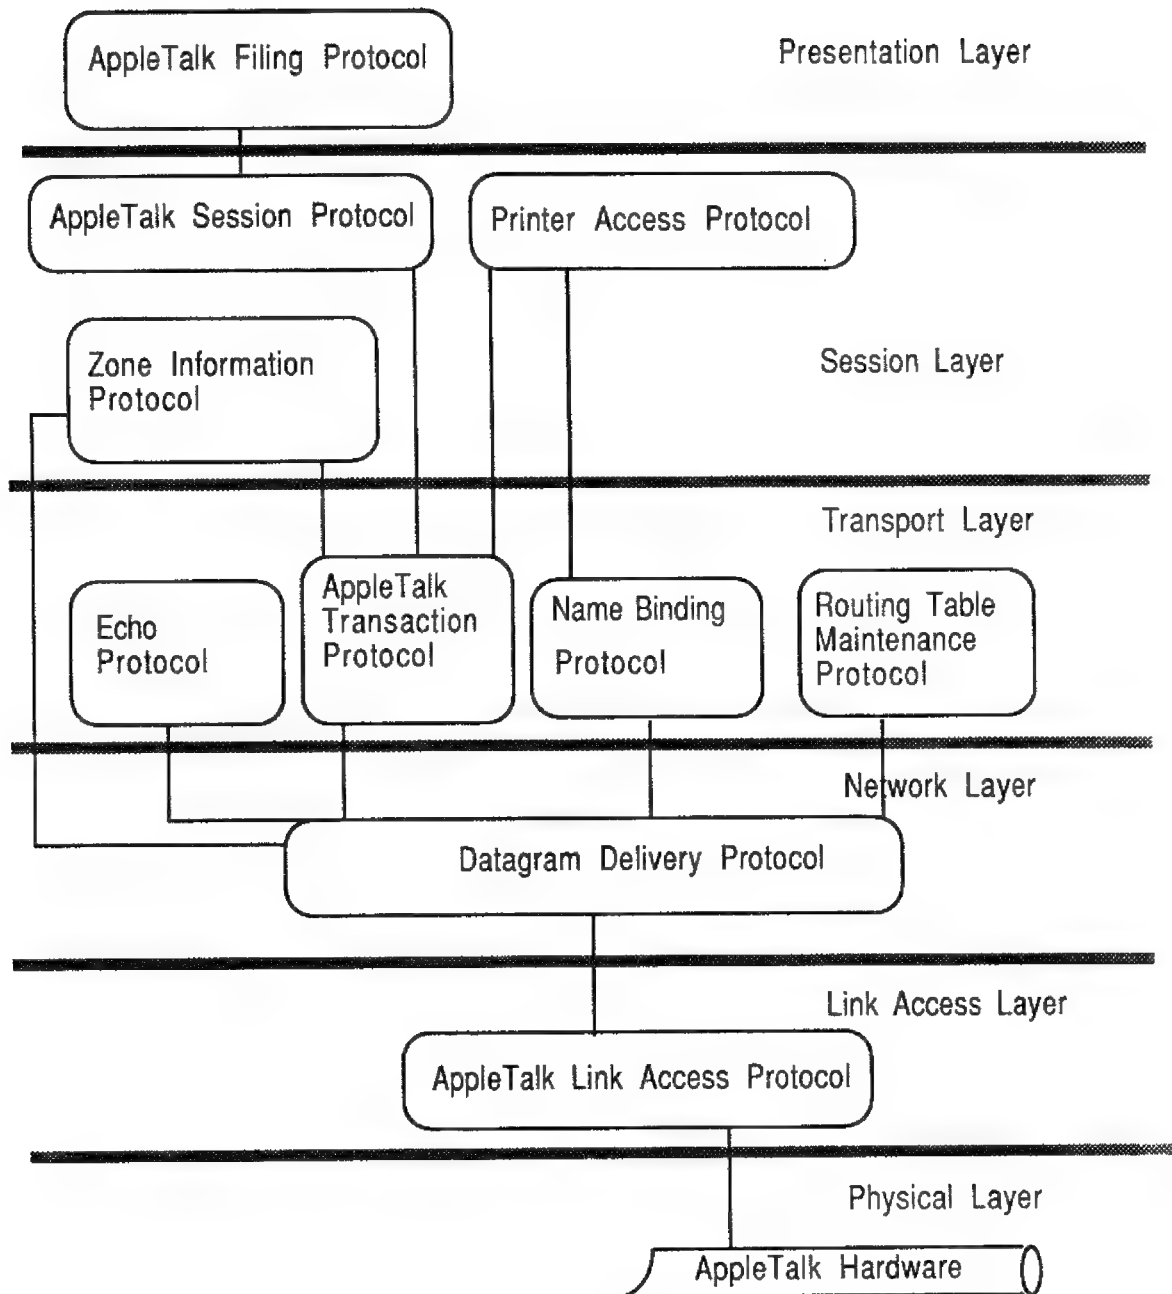 AppleTalk Filing Protocol
Presentation Layer
AppleTalk Session Protocol
Printer Access Protocol
Zone Information
Protocol
Session Layer
Transport Layer
Echo
Protocol
AppleTalk
Transaction
Protocol
Name Binding
Protocol
Routing Table
Maintenance
Protocol
Network Layer
Datagram Delivery Protocol
Link Access Layer
AppleTalk Link Access Protocol
Physical Layer
AppleTalk Hardware